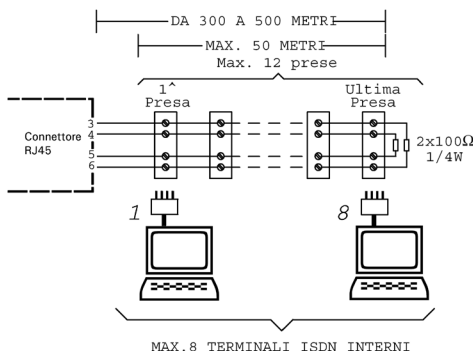 DA 300 A 500 METRI
MAX. 50 METRI
Max. 12 prese
1^
Presa
Ultima
Presa
3
4
5
6
Connettore
RJ45
2x100Ω
1/4W
1
8
MAX.8 TERMINALI ISDN INTERNI